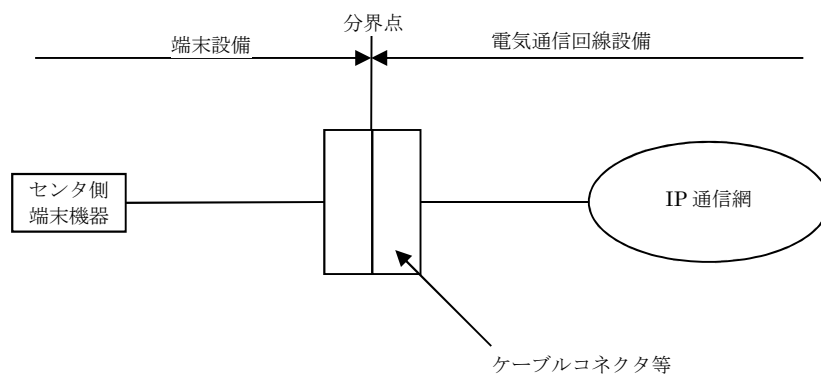 分界点
端末設備
電気通信回線設備
センタ側
端末機器
IP 通信網
ケーブルコネクタ等